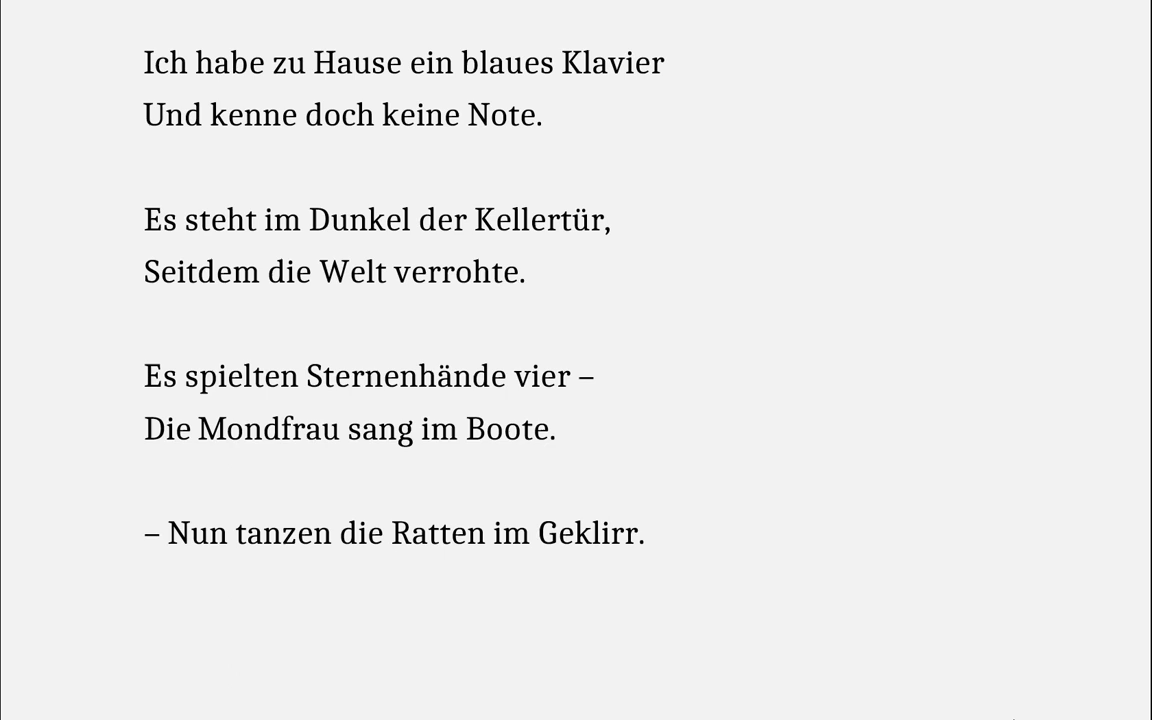 Ich habe zu Hause ein blaues Klavier
Und kenne doch keine Note.
Es steht im Dunkel der Kellertür,
Seitdem die Welt verrohte.
Es spielten Sternenhände vier –
Die Mondfrau sang im Boote.
– Nun tanzen die Ratten im Geklirr.